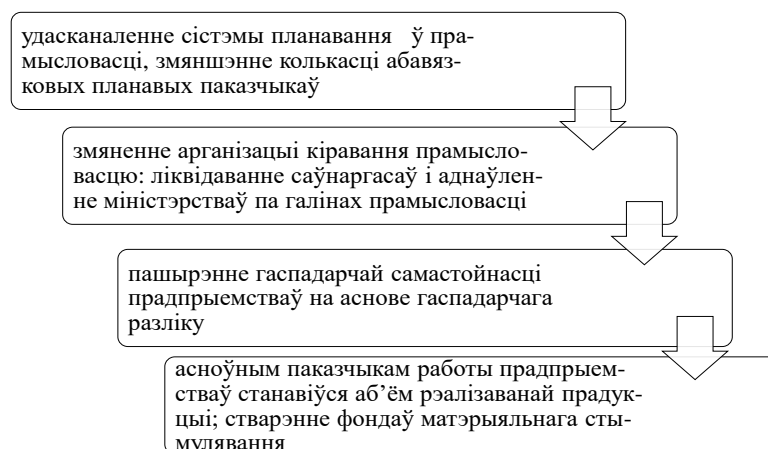 удасканаленне сістэмы планавання ў пра-
мысловасці, змяншэнне колькасці абавяз-
ковых планавых паказчыкаў
змяненне арганізацыі кіравання прамысло-
васцю: ліквідаванне саўнаргасаў і аднаўлен-
не міністэрстваў па галінах прамысловасці
пашырэнне гаспадарчай самастойнасці
прадпрыемстваў на аснове гаспадарчага
разліку
асноўным паказчыкам работы прадпрыем-
стваў станавіўся аб’ём рэалізаванай прадук-
цыі; стварэнне фондаў матэрыяльнага сты-
мулявання